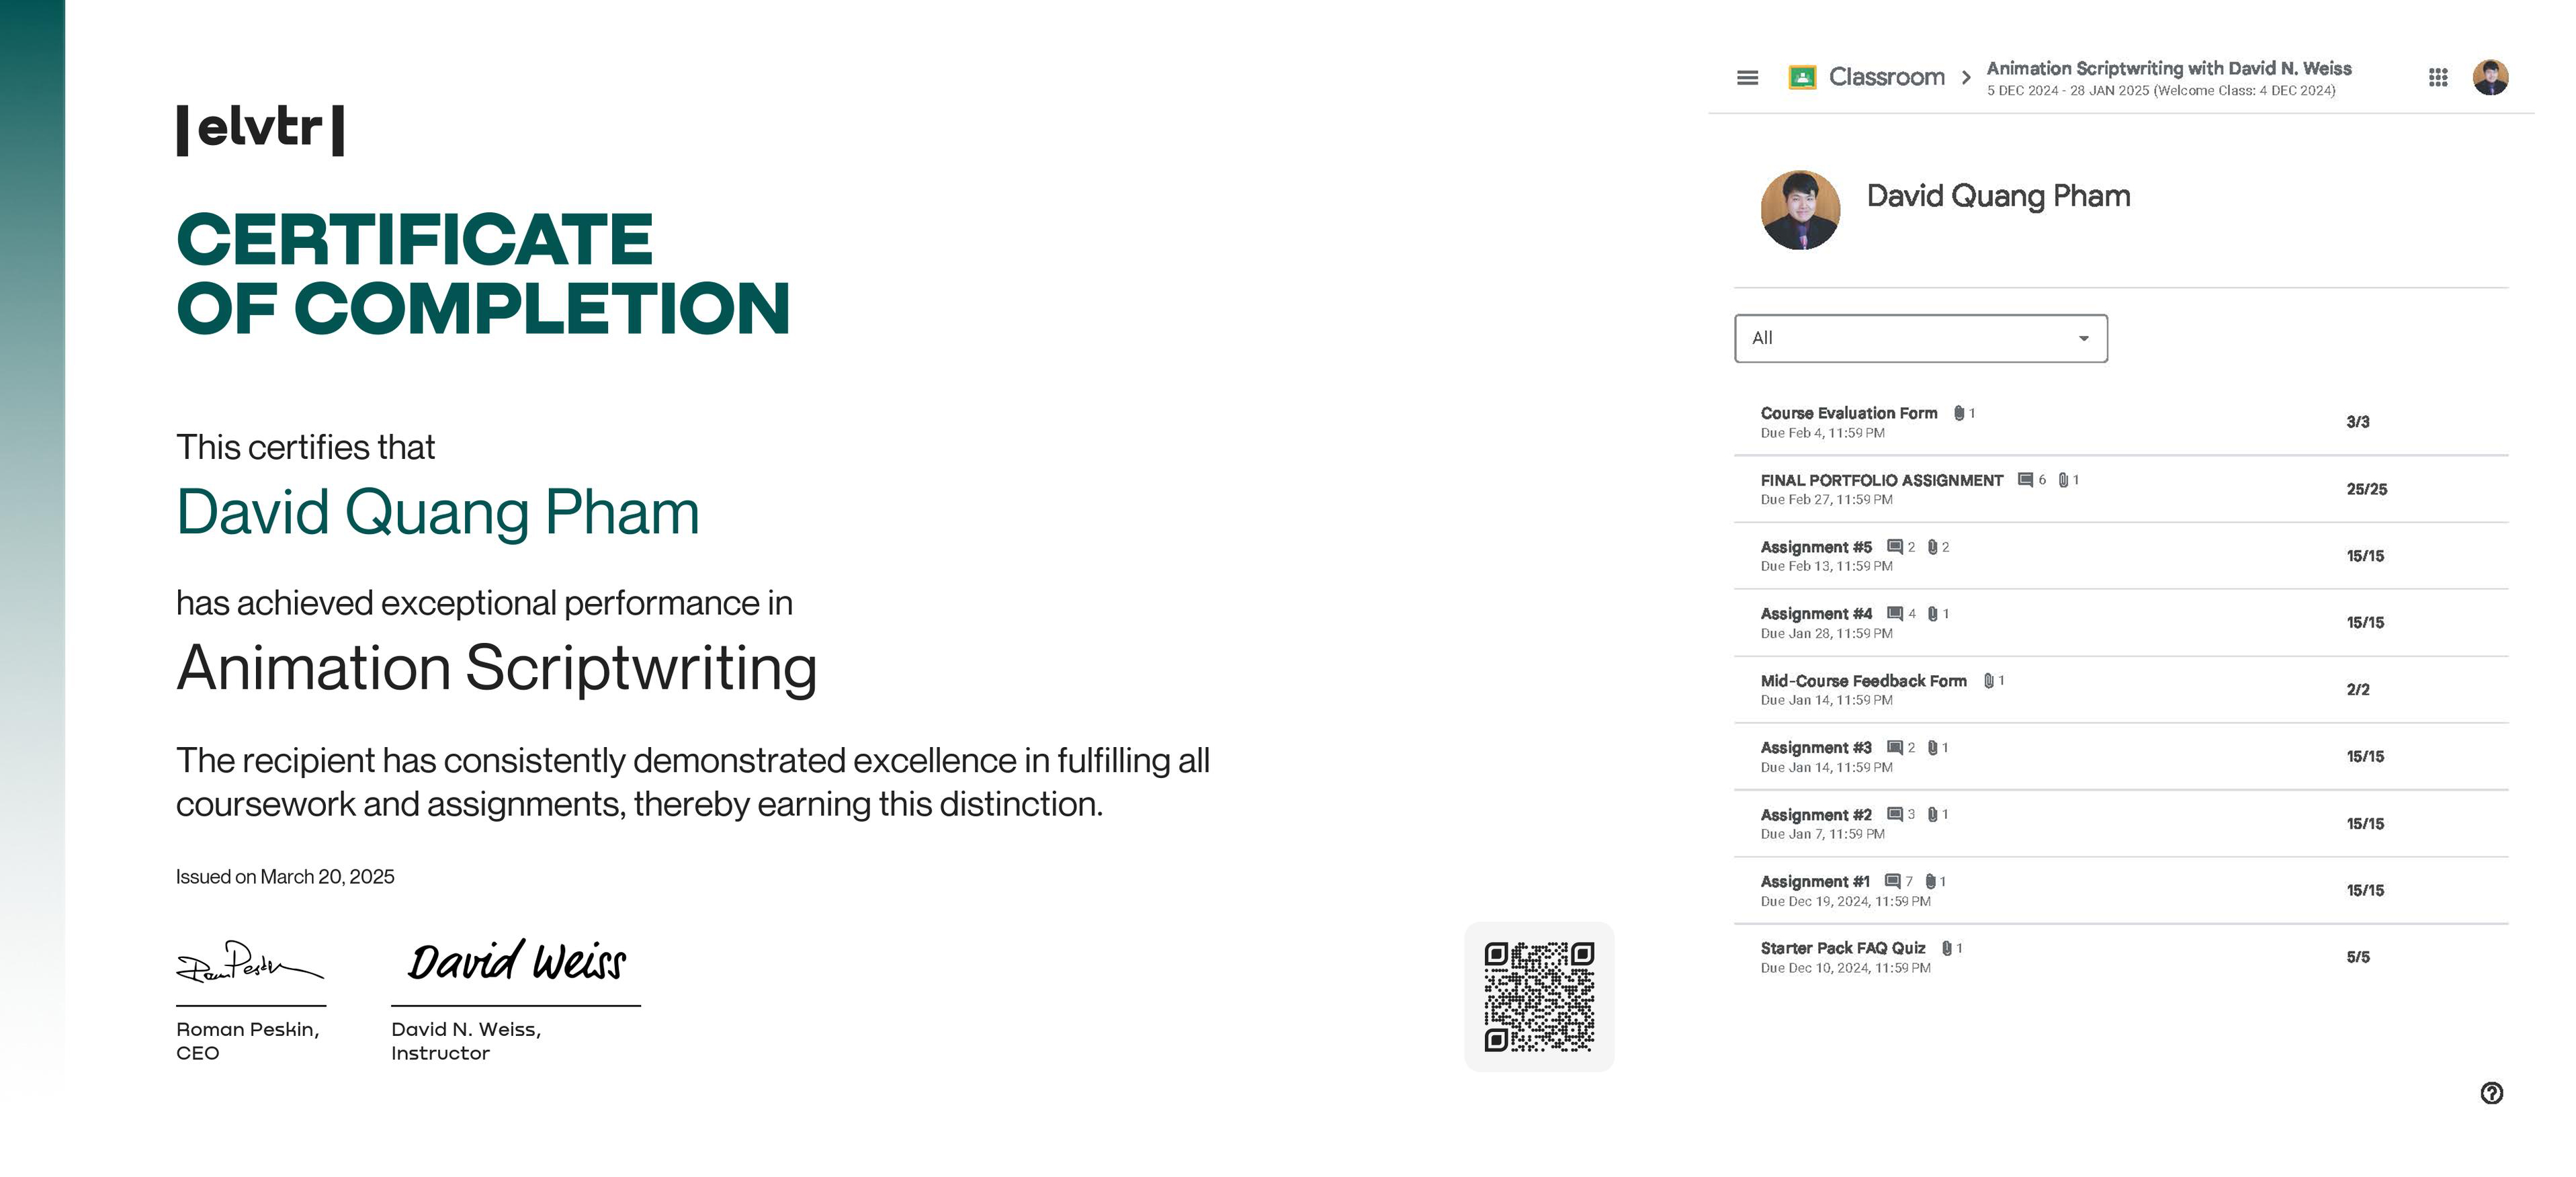 |elvtr|
CERTIFICATE
OF COMPLETION
This certifies that
David Quang Pham
has achieved exceptional performance in
Animation Scriptwriting
The recipient has consistently demonstrated excellence in fulfilling all
coursework and assignments, thereby earning this distinction.
Issued on March 20, 2025
David Weiss
Roman Peskin,
CEO
David N. Weiss,
Instructor
Classroom
Animation Scriptwriting with David N. Weiss
5 DEC 2024 - 28 JAN 2025 (Welcome Class: 4 DEC 2024)
David Quang Pham
All
Course Evaluation Form 1
Due Feb 4, 11:59 PM
3/3
FINAL PORTFOLIO ASSIGNMENT 6 1
Due Feb 27, 11:59 PM
25/25
Assignment #5 2 2
Due Feb 13, 11:59 PM
15/15
Assignment #4 4 1
Due Jan 28, 11:59 PM
15/15
Mid-Course Feedback Form 1
Due Jan 14, 11:59 PM
2/2
Assignment #3 2 1
Due Jan 14, 11:59 PM
15/15
Assignment #2 3 1
Due Jan 7, 11:59 PM
15/15
Assignment #1 7 1
Due Dec 19, 2024, 11:59 PM
15/15
Starter Pack FAQ Quiz 1
Due Dec 10, 2024, 11:59 PM
5/5